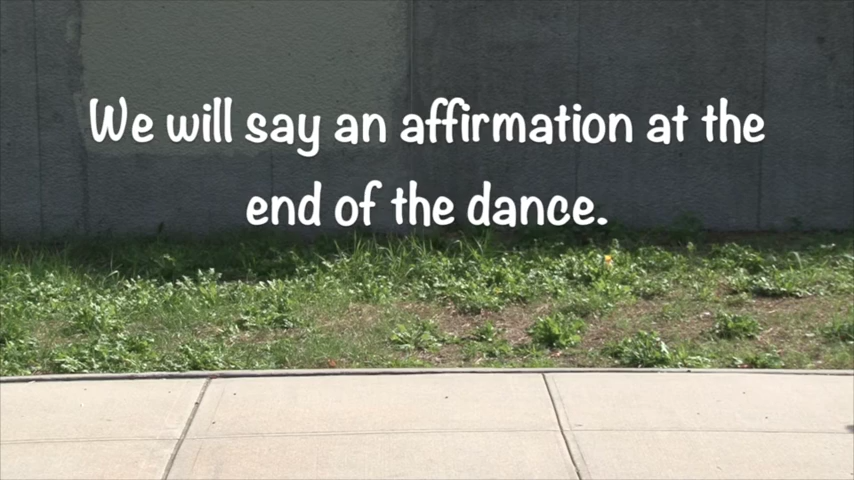 We will say an affirmation at the
end of the dance.